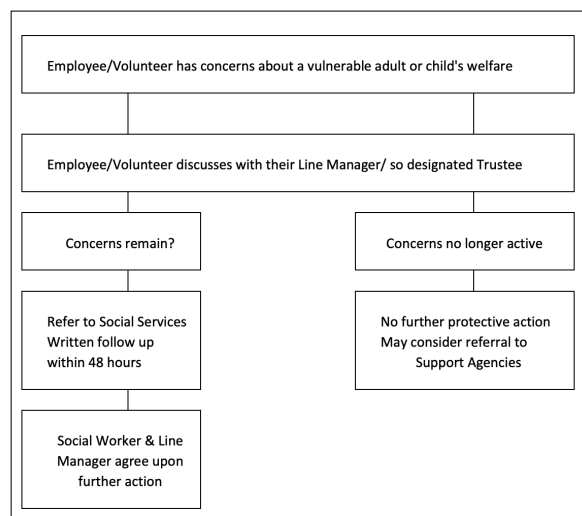 Employee/Volunteer has concerns about a vulnerable adult or child's welfare
Employee/Volunteer discusses with their Line Manager/ so designated Trustee
Concerns remain?
Concerns no longer active
Refer to Social Services
Written follow up
within 48 hours
No further protective action
May consider referral to
Support Agencies
Social Worker & Line
Manager agree upon
further action